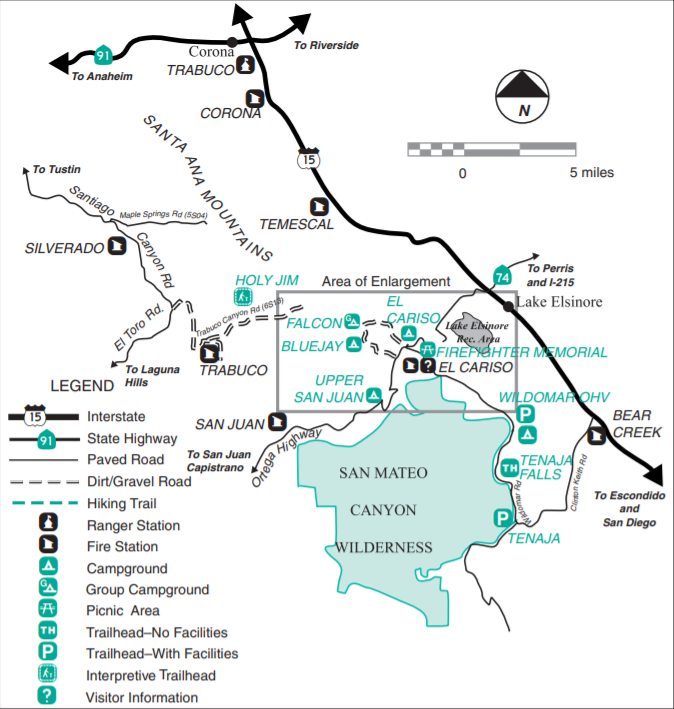 To Riverside
91
Corona
To Anaheim
TRABUCO
CORONA
N
SANTA ANA MOUNTAINS
15
0
5 miles
To Tustin
Santiago
Maple Springs Rd (5S04)
TEMESCAL
SILVERADO
Canyon Rd
74
To Perris
and I-215
HOLY JIM
Area of Enlargement
Lake Elsinore
El Toro Rd.
Trabuco Canyon Rd (6S13)
FALCON
G
EL
CARISO
Lake Elsinore
Rec. Area
BLUEJAY
FIREFIGHTER MEMORIAL
To Laguna
Hills
TRABUCO
?
EL CARISO
LEGEND
UPPER
SAN JUAN
WILDOMAR OHV
P
15
Interstate
SAN JUAN
BEAR
CREEK
91
State Highway
Ortega Highway
To San Juan
Capistrano
Paved Road
TH
TENAJA
FALLS
Dirt/Gravel Road
SAN MATEO
CANYON
WILDERNESS
Wildomar Rd
Clinton Keith Rd
To Escondido
and
San Diego
Hiking Trail
P
TENAJA
Ranger Station
Fire Station
Campground
G
Group Campground
Picnic Area
TH
Trailhead–No Facilities
P
Trailhead–With Facilities
Interpretive Trailhead
?
Visitor Information